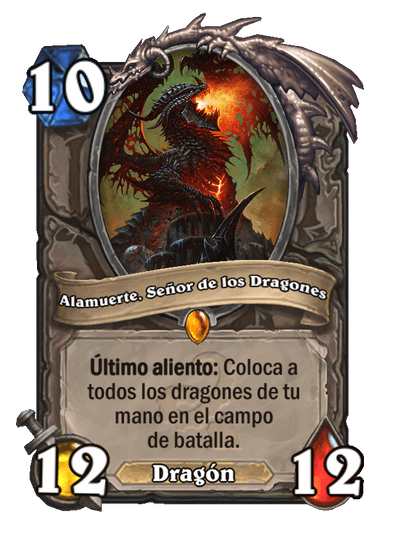 10
Alamuerte, Señor de los Dragones
Último aliento: Coloca a
todos los dragones de tu
mano en el campo
de batalla.
12
Dragón
12